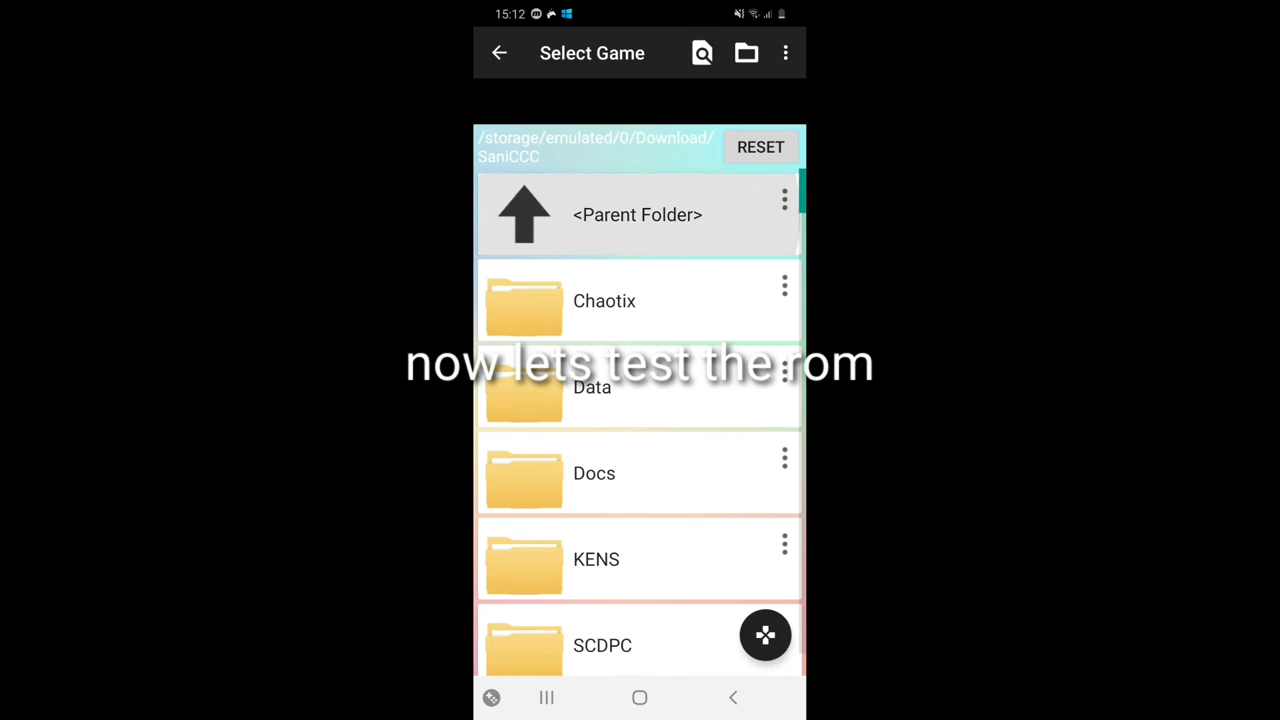 15:12
Select Game
/storage/emulated/0/Download/
SaniCCC
RESET
<Parent Folder>
Chaotix
now lets test the rom
Data
Docs
KENS
SCDPC